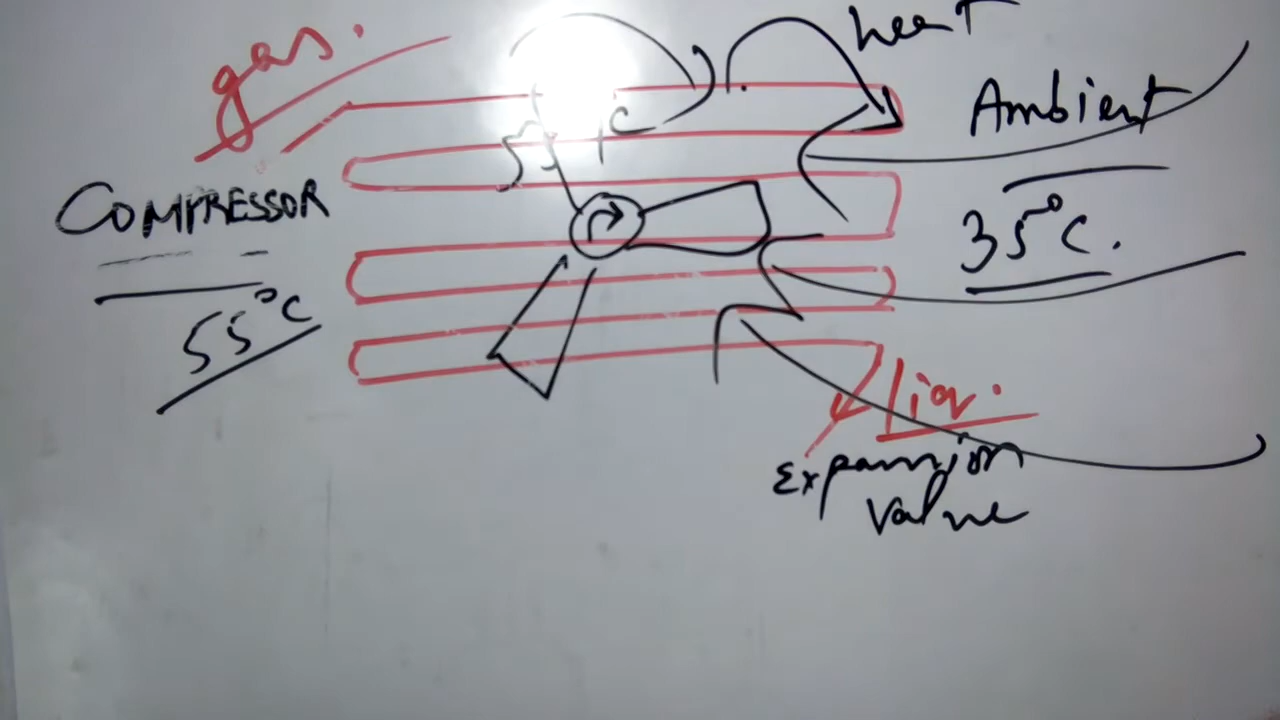 gas.
heat
Ambient
COMPRESSOR
35°C.
55°C
liq.
Expansion
Valve